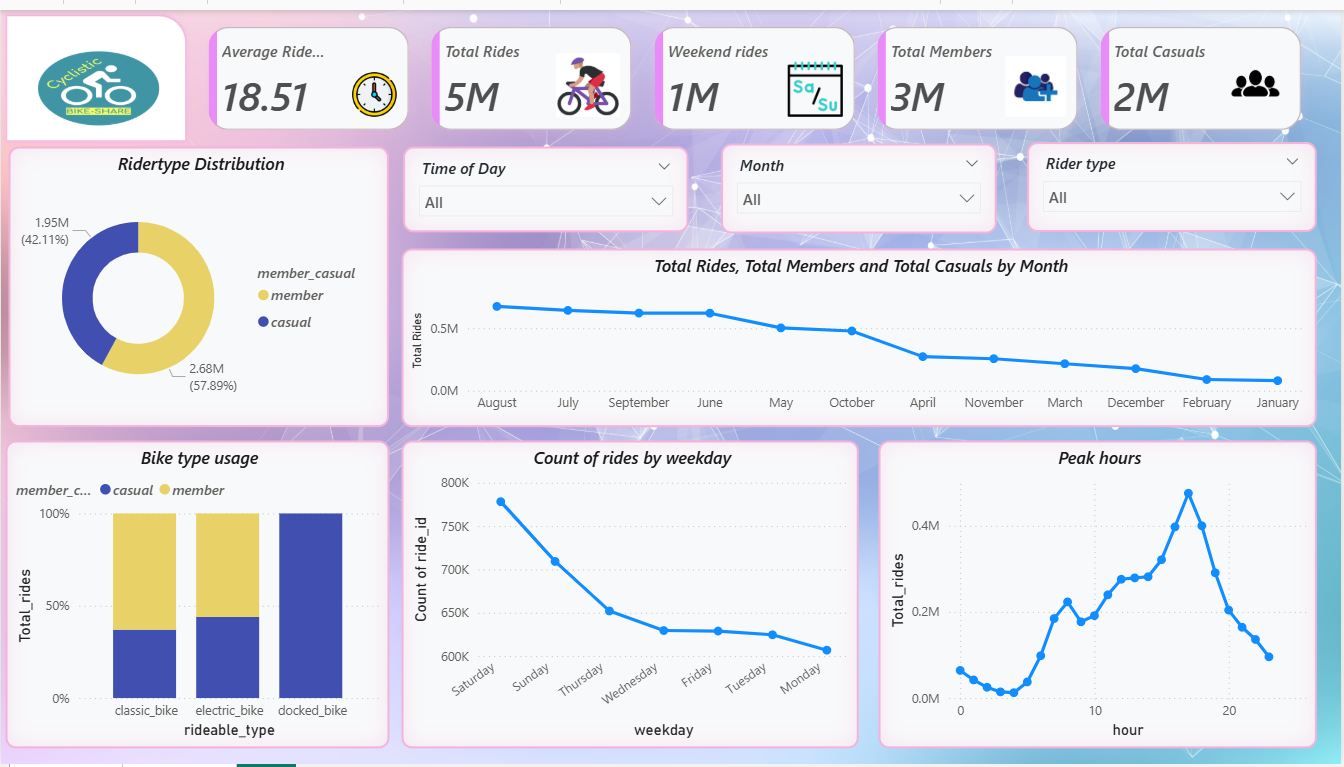 Cyclistic
BIKE-SHARE
Average Ride...
18.51
Total Rides
5M
Weekend rides
1M
Sa/Su
Total Members
3M
Total Casuals
2M
Ridertype Distribution
1.95M
(42.11%)
2.68M
(57.89%)
member_casual
member
casual
Time of Day
All
Month
All
Rider type
All
Total Rides, Total Members and Total Casuals by Month
Total Rides
0.5M
0.0M
August July September June May October April November March December February January
Bike type usage
member_c... casual member
Total_rides
100%
50%
0%
classic_bike electric_bike docked_bike
rideable_type
Count of rides by weekday
Count of ride_id
800K
750K
700K
650K
600K
Saturday Sunday Thursday Wednesday Friday Tuesday Monday
weekday
Peak hours
Total_rides
0.4M
0.2M
0.0M
0 10 20
hour